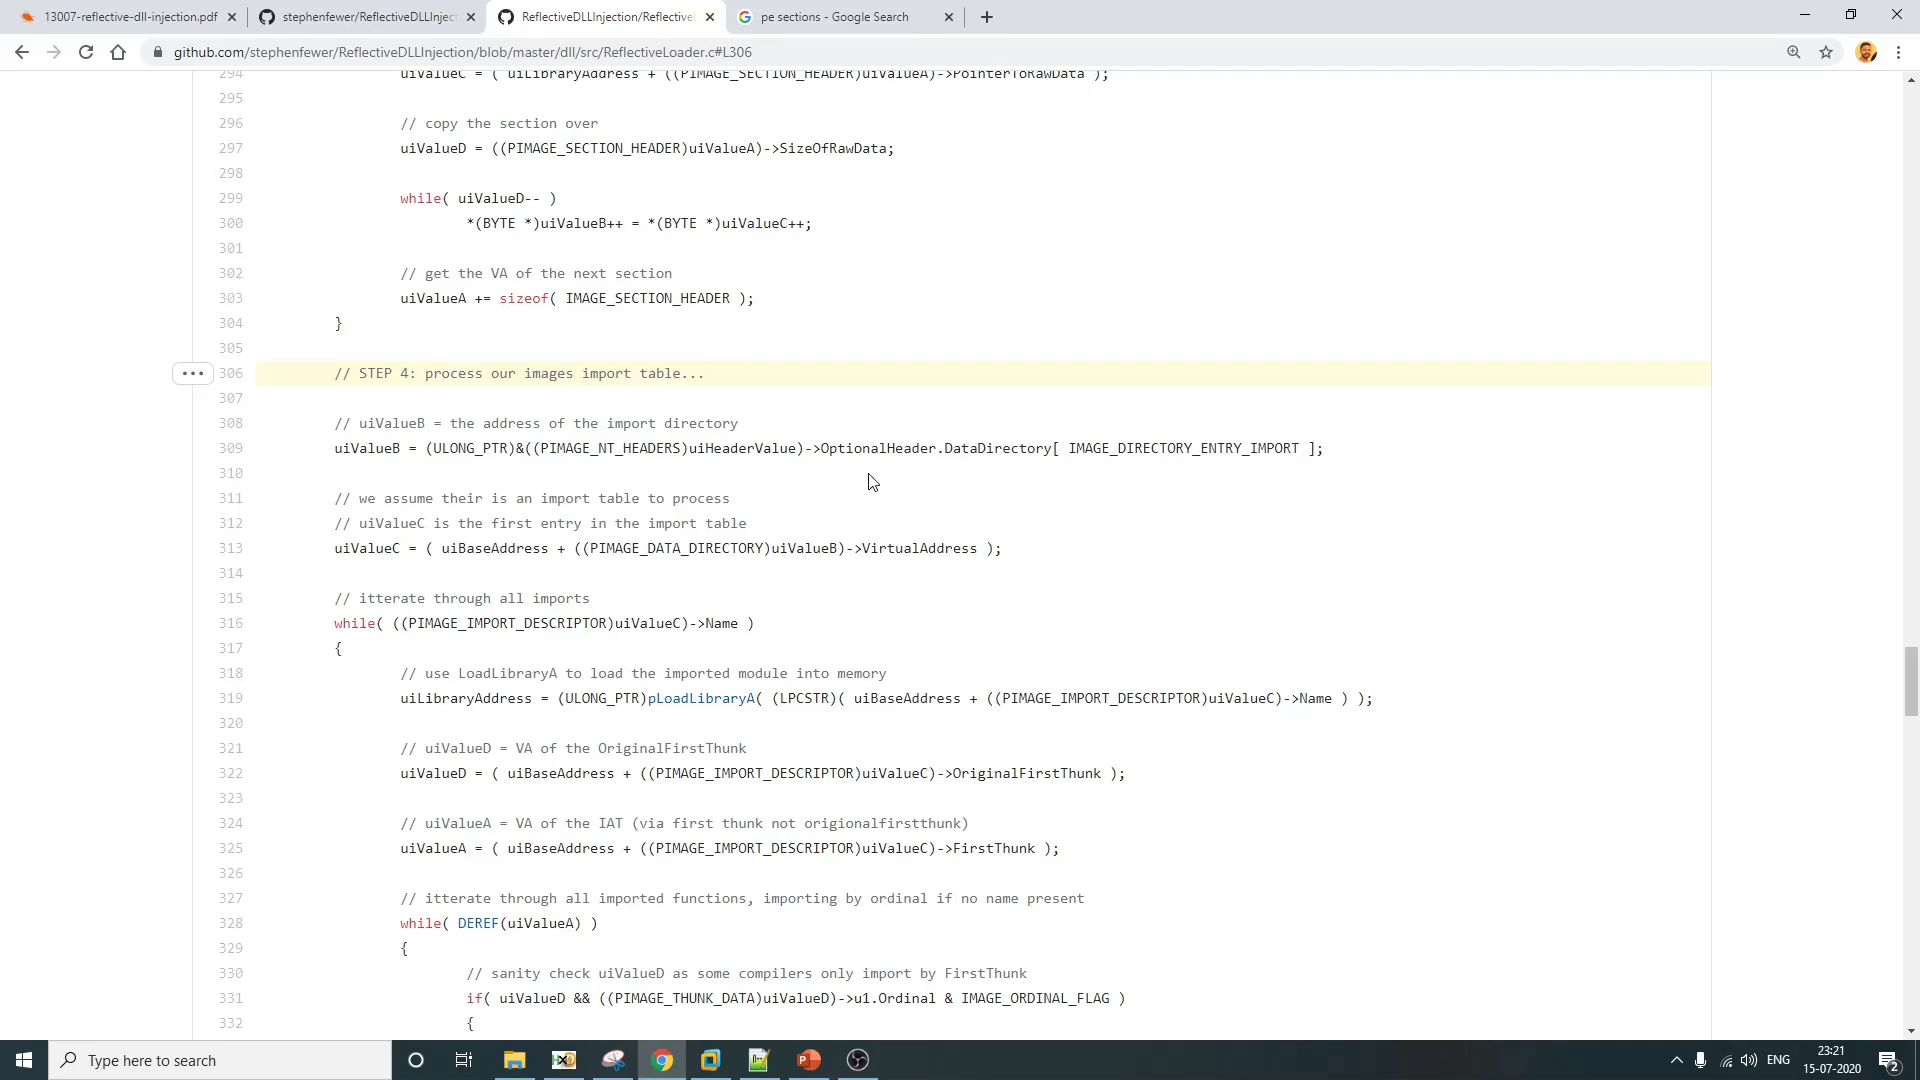 13007-reflective-dll-injection.pdf
stephenfewer/ReflectiveDLLInject
ReflectiveDLLInjection/Reflective
pe sections - Google Search
github.com/stephenfewer/ReflectiveDLLInjection/blob/master/dll/src/ReflectiveLoader.c#L306
294 uiValueC = ( uiLibraryAddress + ((PIMAGE_SECTION_HEADER)uiValueA)->PointerToRawData );
295
296 // copy the section over
297 uiValueD = ((PIMAGE_SECTION_HEADER)uiValueA)->SizeOfRawData;
298
299 while( uiValueD-- )
300 *(BYTE *)uiValueB++ = *(BYTE *)uiValueC++;
301
302 // get the VA of the next section
303 uiValueA += sizeof( IMAGE_SECTION_HEADER );
304 }
305
306 // STEP 4: process our images import table...
307
308 // uiValueB = the address of the import directory
309 uiValueB = (ULONG_PTR)&((PIMAGE_NT_HEADERS)uiHeaderValue)->OptionalHeader.DataDirectory[ IMAGE_DIRECTORY_ENTRY_IMPORT ];
310
311 // we assume their is an import table to process
312 // uiValueC is the first entry in the import table
313 uiValueC = ( uiBaseAddress + ((PIMAGE_DATA_DIRECTORY)uiValueB)->VirtualAddress );
314
315 // itterate through all imports
316 while( ((PIMAGE_IMPORT_DESCRIPTOR)uiValueC)->Name )
317 {
318 // use LoadLibraryA to load the imported module into memory
319 uiLibraryAddress = (ULONG_PTR)pLoadLibraryA( (LPCSTR)( uiBaseAddress + ((PIMAGE_IMPORT_DESCRIPTOR)uiValueC)->Name ) );
320
321 // uiValueD = VA of the OriginalFirstThunk
322 uiValueD = ( uiBaseAddress + ((PIMAGE_IMPORT_DESCRIPTOR)uiValueC)->OriginalFirstThunk );
323
324 // uiValueA = VA of the IAT (via first thunk not origionalfirstthunk)
325 uiValueA = ( uiBaseAddress + ((PIMAGE_IMPORT_DESCRIPTOR)uiValueC)->FirstThunk );
326
327 // itterate through all imported functions, importing by ordinal if no name present
328 while( DEREF(uiValueA) )
329 {
330 // sanity check uiValueD as some compilers only import by FirstThunk
331 if( uiValueD && ((PIMAGE_THUNK_DATA)uiValueD)->u1.Ordinal & IMAGE_ORDINAL_FLAG )
332 {
Type here to search
ENG
23:21
15-07-2020
2